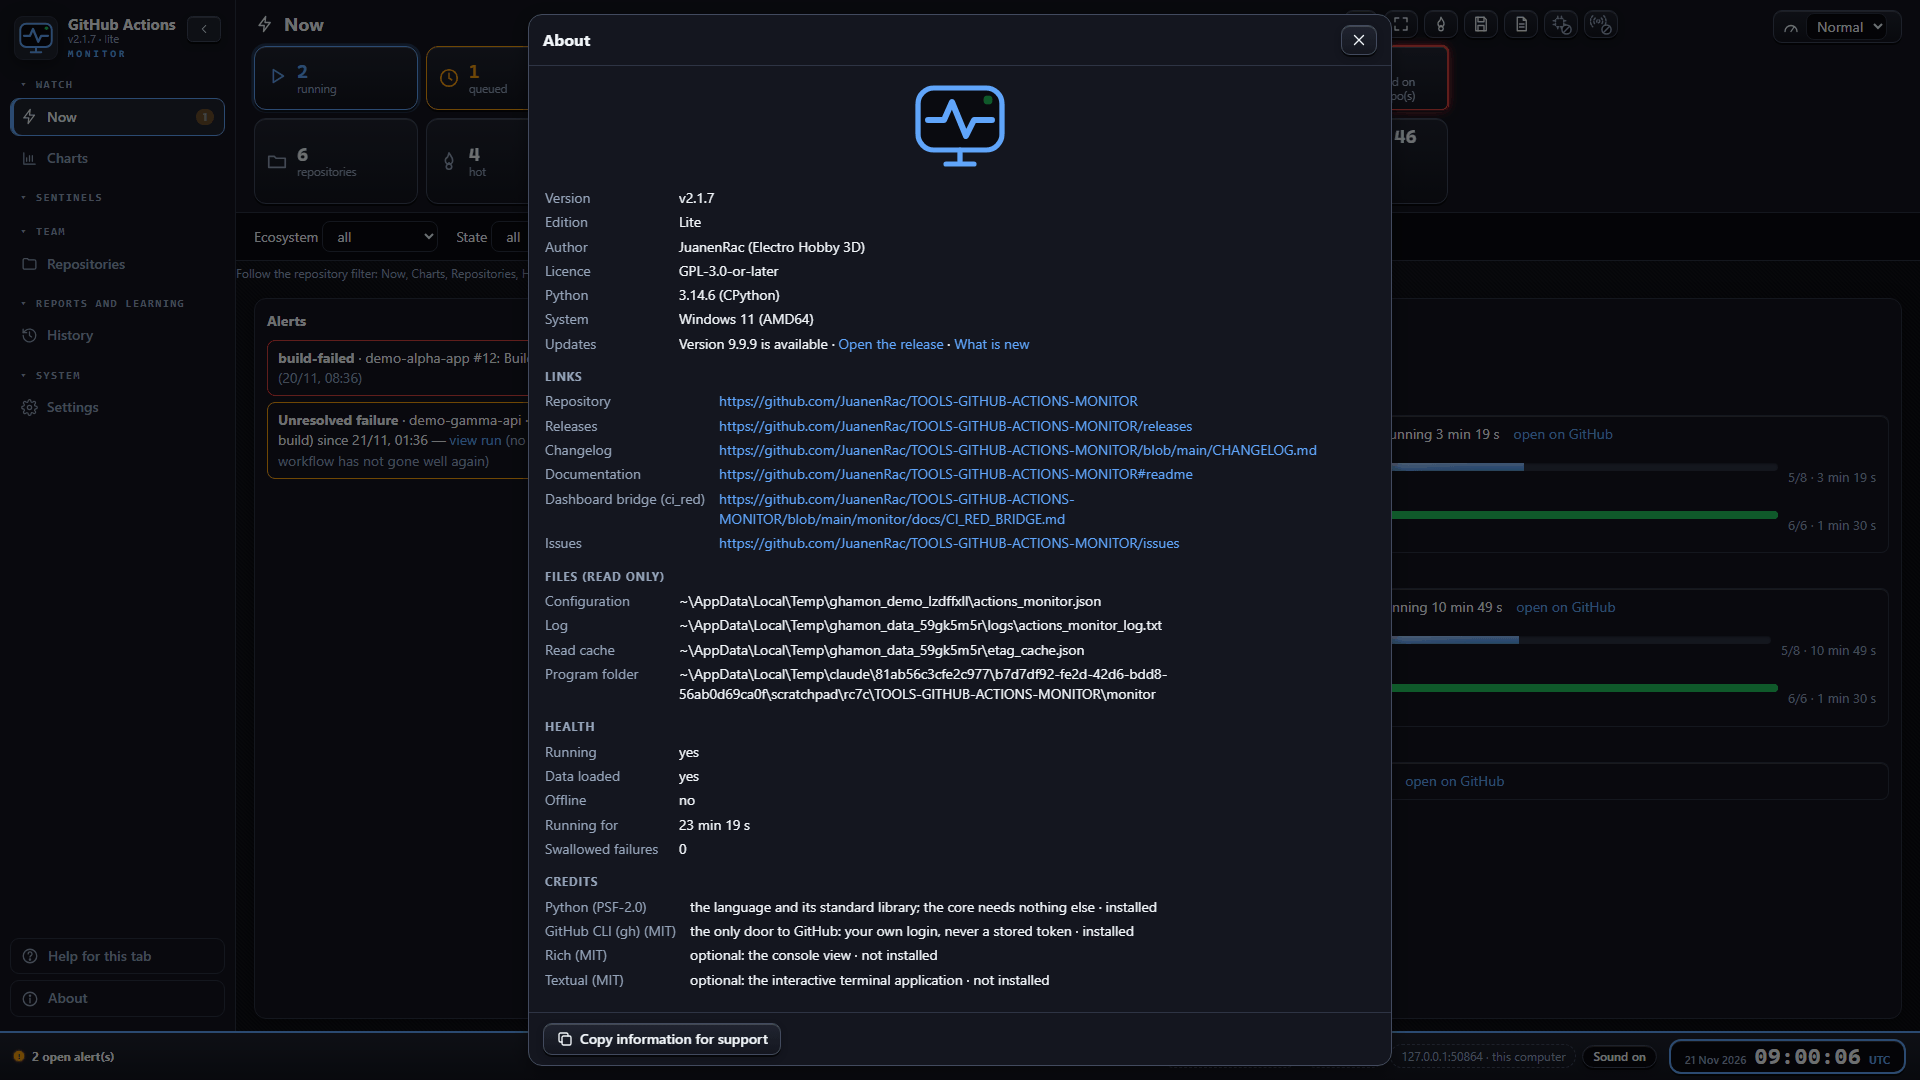 GitHub Actions
v2.1.7 · lite
MONITOR
WATCH
Now 1
Charts
SENTINELS
TEAM
Repositories
REPORTS AND LEARNING
History
SYSTEM
Settings
Help for this tab
About
Now
2
running
1
queued
6
repositories
4
hot
d on
46
Normal
Ecosystem all State all
Follow the repository filter: Now, Charts, Repositories, H
Alerts
build-failed · demo-alpha-app #12: Buil
(20/11, 08:36)
Unresolved failure · demo-gamma-api ·
build) since 21/11, 01:36 — view run (no
workflow has not gone well again)
About
Version v2.1.7
Edition Lite
Author JuanenRac (Electro Hobby 3D)
Licence GPL-3.0-or-later
Python 3.14.6 (CPython)
System Windows 11 (AMD64)
Updates Version 9.9.9 is available · Open the release · What is new
LINKS
Repository https://github.com/JuanenRac/TOOLS-GITHUB-ACTIONS-MONITOR
Releases https://github.com/JuanenRac/TOOLS-GITHUB-ACTIONS-MONITOR/releases
Changelog https://github.com/JuanenRac/TOOLS-GITHUB-ACTIONS-MONITOR/blob/main/CHANGELOG.md
Documentation https://github.com/JuanenRac/TOOLS-GITHUB-ACTIONS-MONITOR#readme
Dashboard bridge (ci_red) https://github.com/JuanenRac/TOOLS-GITHUB-ACTIONS-
MONITOR/blob/main/monitor/docs/CI_RED_BRIDGE.md
Issues https://github.com/JuanenRac/TOOLS-GITHUB-ACTIONS-MONITOR/issues
FILES (READ ONLY)
Configuration ~\AppData\Local\Temp\ghamon_demo_lzdffxll\actions_monitor.json
Log ~\AppData\Local\Temp\ghamon_data_59gk5m5r\logs\actions_monitor_log.txt
Read cache ~\AppData\Local\Temp\ghamon_data_59gk5m5r\etag_cache.json
Program folder ~\AppData\Local\Temp\claude\81ab56c3cfe2c977\b7d7df92-fe2d-42d6-bdd8-
56ab0d69ca0f\scratchpad\rc7c\TOOLS-GITHUB-ACTIONS-MONITOR\monitor
HEALTH
Running yes
Data loaded yes
Offline no
Running for 23 min 19 s
Swallowed failures 0
CREDITS
Python (PSF-2.0) the language and its standard library; the core needs nothing else · installed
GitHub CLI (gh) (MIT) the only door to GitHub: your own login, never a stored token · installed
Rich (MIT) optional: the console view · not installed
Textual (MIT) optional: the interactive terminal application · not installed
Copy information for support
unning 3 min 19 s open on GitHub
5/8 · 3 min 19 s
6/6 · 1 min 30 s
nning 10 min 49 s open on GitHub
5/8 · 10 min 49 s
6/6 · 1 min 30 s
open on GitHub
2 open alert(s)
127.0.0.1:50864 · this computer
Sound on
21 Nov 2026 09:00:06 UTC